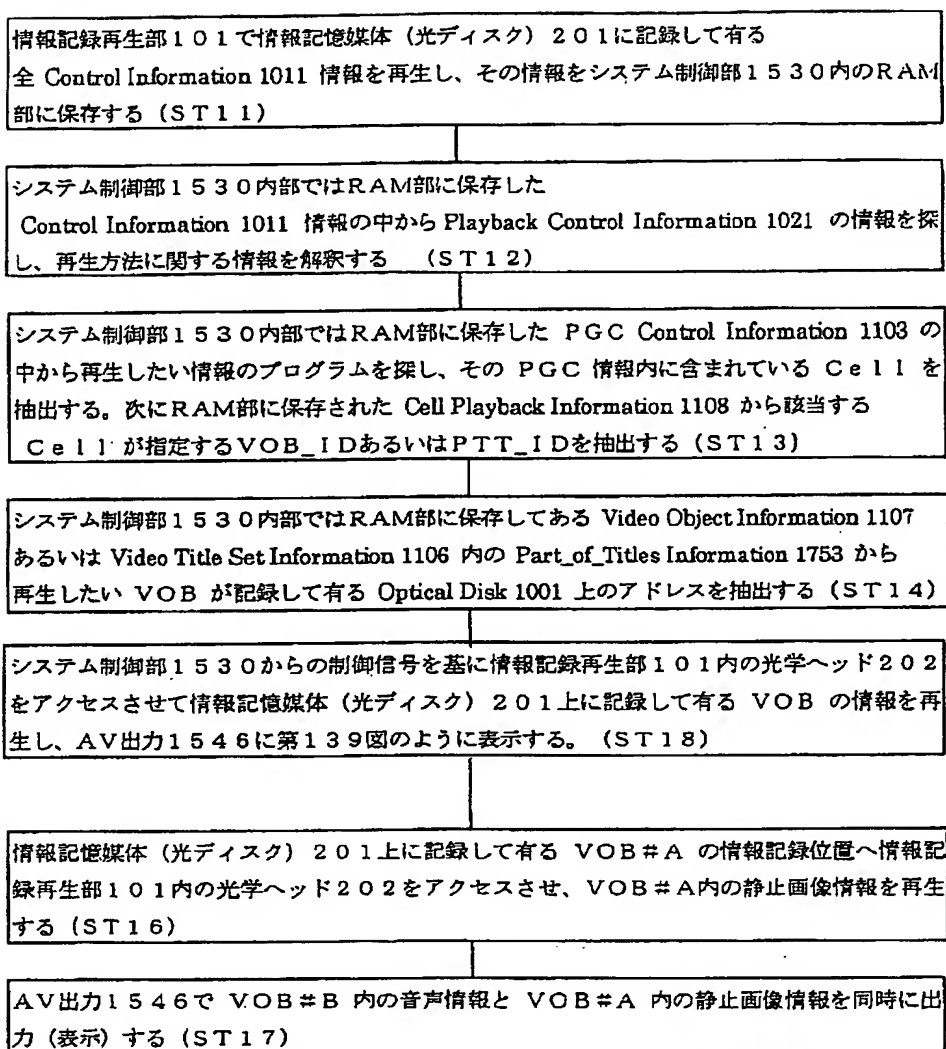 情報記録再生部101で情報記憶媒体（光ディスク）201に記録して有る
全 Control Information 1011 情報を再生し、その情報をシステム制御部1530内のRAM
部に保存する（ST11）
システム制御部1530内部ではRAM部に保存した
Control Information 1011 情報の中から Playback Control Information 1021 の情報を探
し、再生方法に関する情報を解釈する （ST12）
システム制御部1530内部ではRAM部に保存した PGC Control Information 1103 の
中から再生したい情報のプログラムを探し、その PGC 情報内に含まれている Cell を
抽出する。次にRAM部に保存された Cell Playback Information 1108 から該当する
Cell が指定するVOB_IDあるいはPTT_IDを抽出する（ST13）
システム制御部1530内部ではRAM部に保存してある Video Object Information 1107
あるいは Video Title Set Information 1106 内の Part_of_Titles Information 1753 から
再生したい VOB が記録して有る Optical Disk 1001 上のアドレスを抽出する（ST14）
システム制御部1530からの制御信号を基に情報記録再生部101内の光学ヘッド202
をアクセスさせて情報記憶媒体（光ディスク）201上に記録して有る VOB の情報を再
生し、AV出力1546に第139図のように表示する。（ST18）
情報記憶媒体（光ディスク）201上に記録して有る VOB#A の情報記録位置へ情報記
録再生部101内の光学ヘッド202をアクセスさせ、VOB#A内の静止画像情報を再生
する（ST16）
AV出力1546で VOB#B 内の音声情報と VOB#A 内の静止画像情報を同時に出
力（表示）する（ST17）